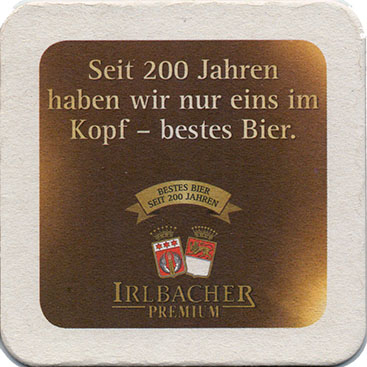 Seit 200 Jahren
haben wir nur eins im
Kopf – bestes Bier.
BESTES BIER
SEIT 200 JAHREN
IRLBACHER
PREMIUM